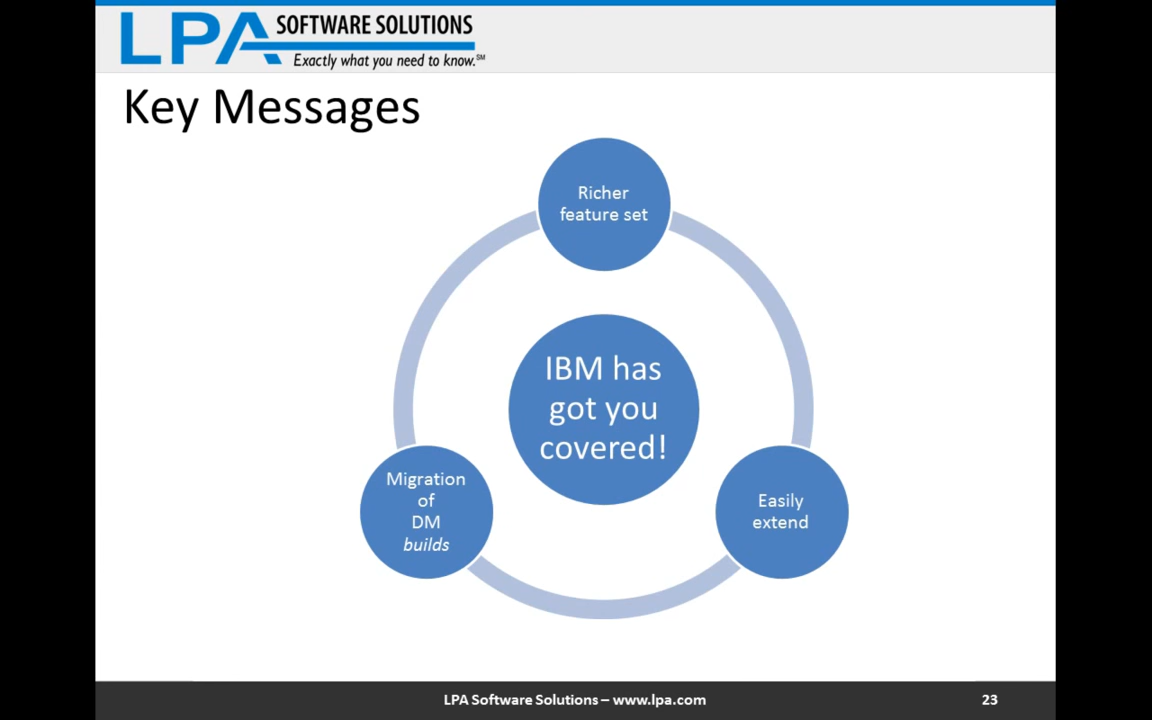 LPA SOFTWARE SOLUTIONS
Exactly what you need to know.℠
Key Messages
Richer
feature set
IBM has
got you
covered!
Migration
of
DM
builds
Easily
extend
LPA Software Solutions – www.lpa.com
23